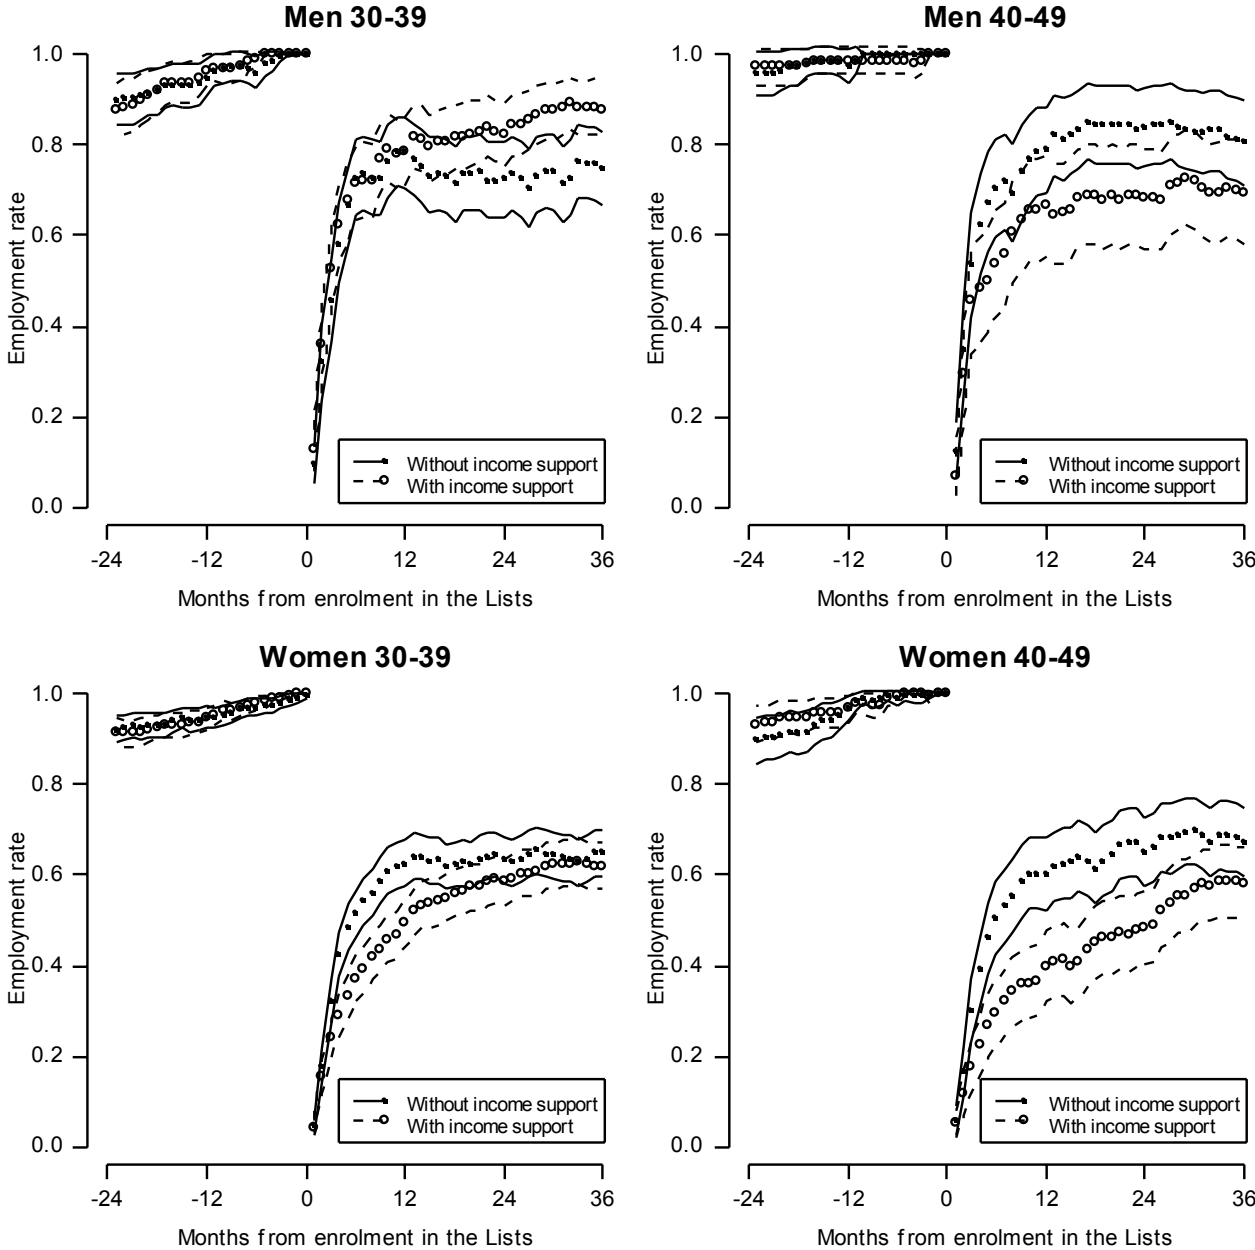 Men 30-39
1.0
0.8
0.6
0.4
0.2
0.0
Employment rate
Without income support
With income support
-24 -12 0 12 24 36
Months from enrolment in the Lists
Men 40-49
1.0
0.8
0.6
0.4
0.2
0.0
Employment rate
Without income support
With income support
-24 -12 0 12 24 36
Months from enrolment in the Lists
Women 30-39
1.0
0.8
0.6
0.4
0.2
0.0
Employment rate
Without income support
With income support
-24 -12 0 12 24 36
Months from enrolment in the Lists
Women 40-49
1.0
0.8
0.6
0.4
0.2
0.0
Employment rate
Without income support
With income support
-24 -12 0 12 24 36
Months from enrolment in the Lists